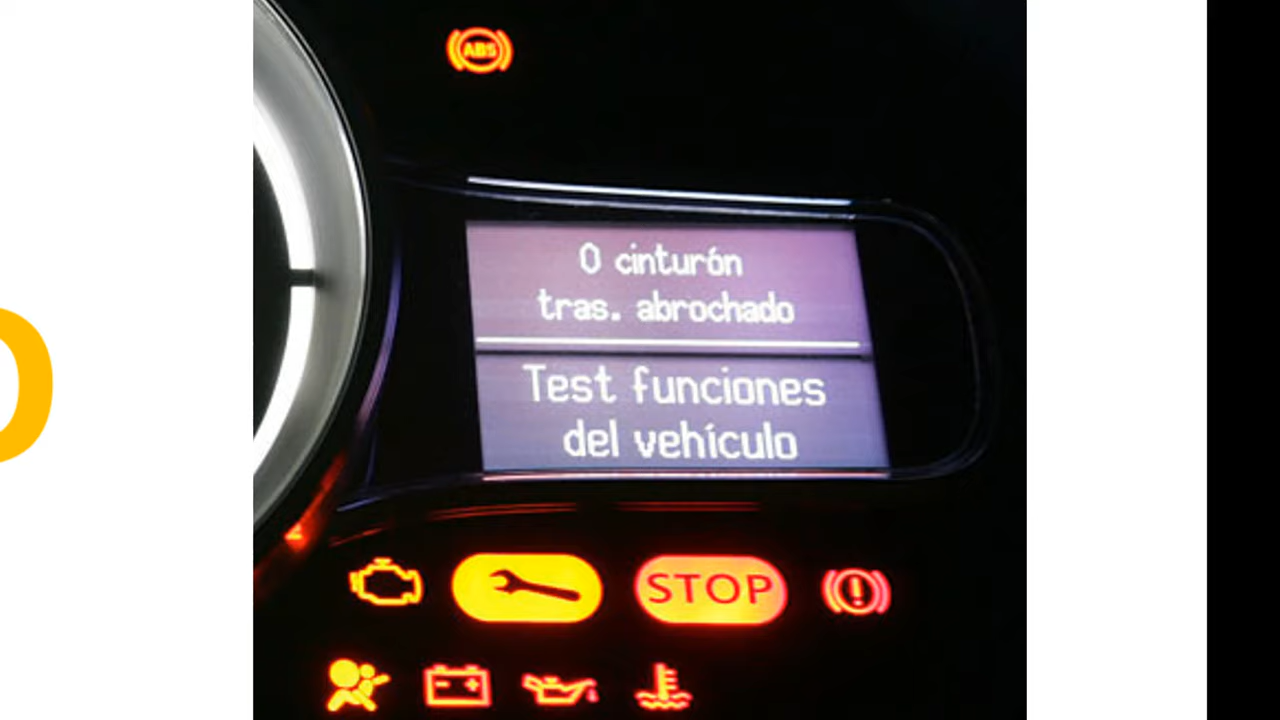 ABS
0 cinturón
tras. abrochado
Test funciones
del vehículo
STOP